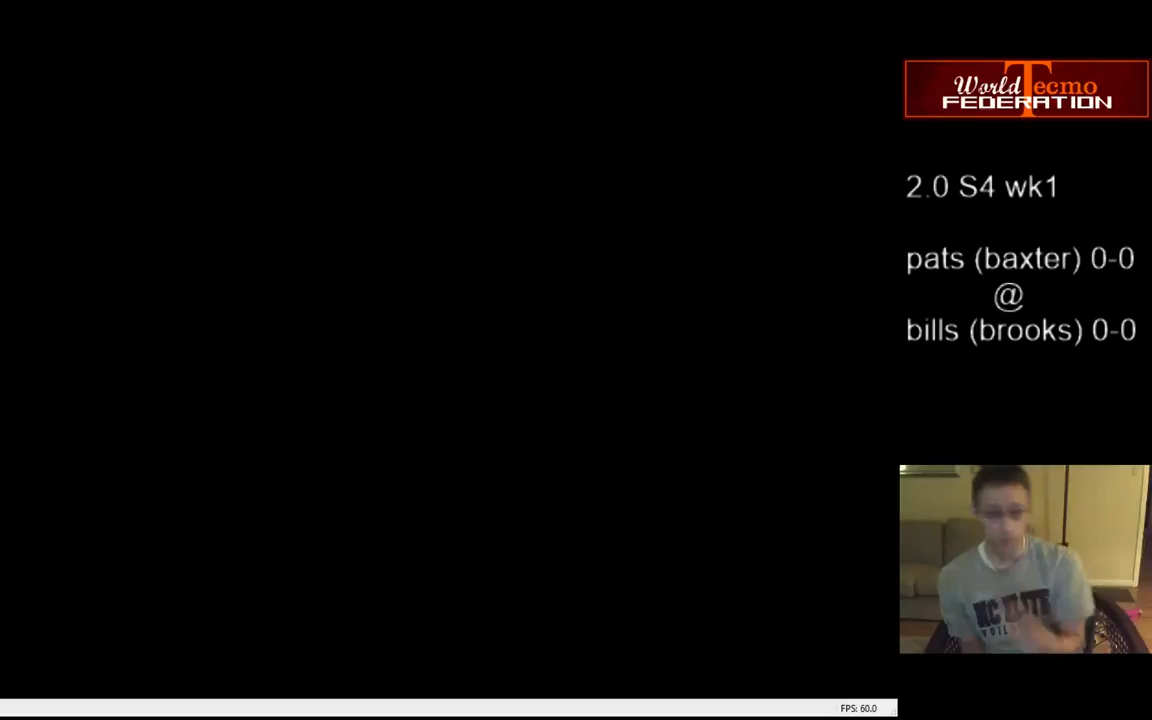 World Tecmo
FEDERATION
2.0 S4 wk1
pats (baxter) 0-0
@
bills (brooks) 0-0
FPS: 60.0